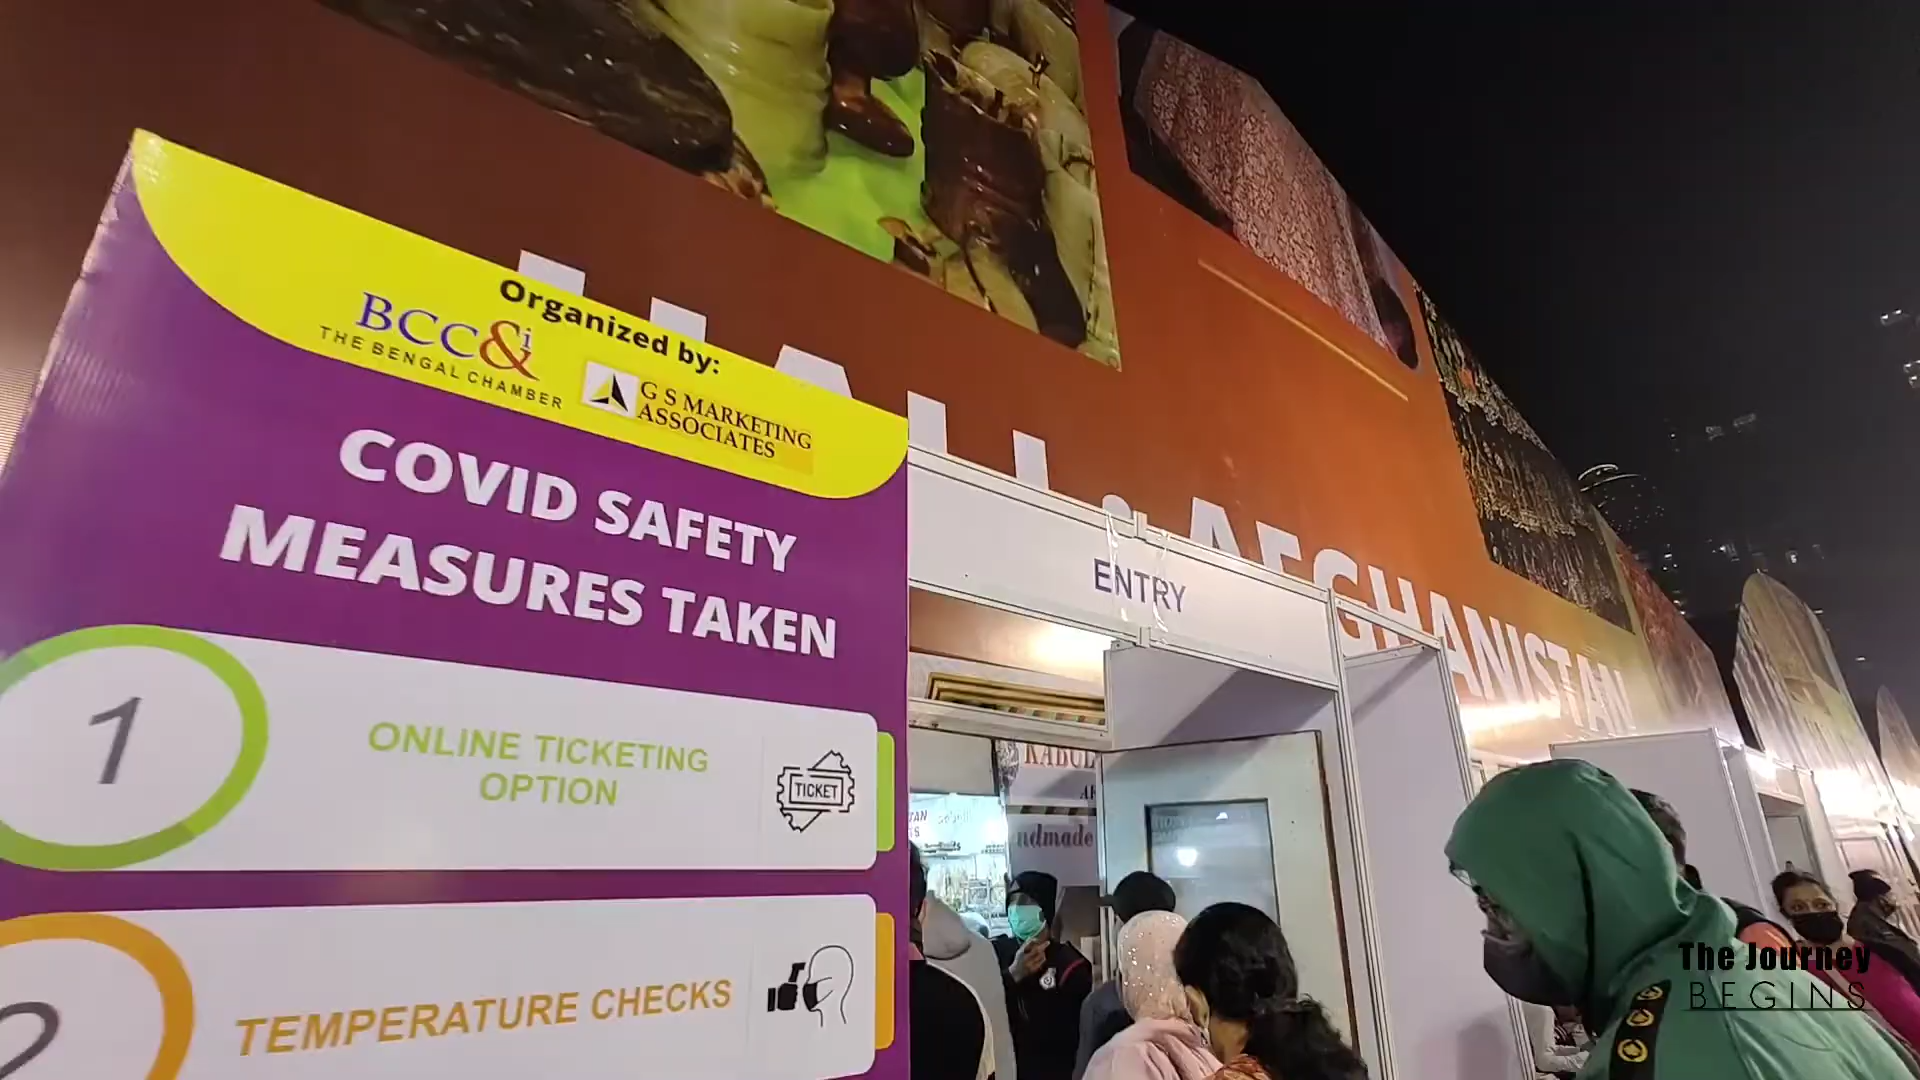 Organized by:
BCC&i
THE BENGAL CHAMBER
G S MARKETING
ASSOCIATES
COVID SAFETY
MEASURES TAKEN
1
ONLINE TICKETING
OPTION
TICKET
2
TEMPERATURE CHECKS
ENTRY
AFGHANISTAN
KABUL
The Journey
BEGINS